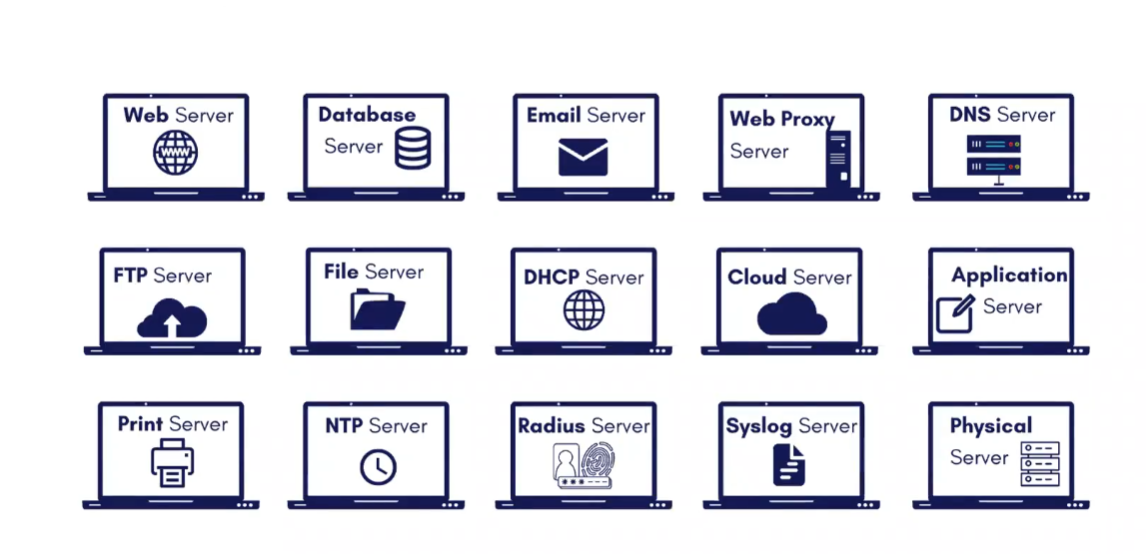 Web Server
WWW
Database
Server
Email Server
Web Proxy
Server
DNS Server
FTP Server
File Server
DHCP Server
Cloud Server
Application
Server
Print Server
NTP Server
Radius Server
Syslog Server
Physical
Server